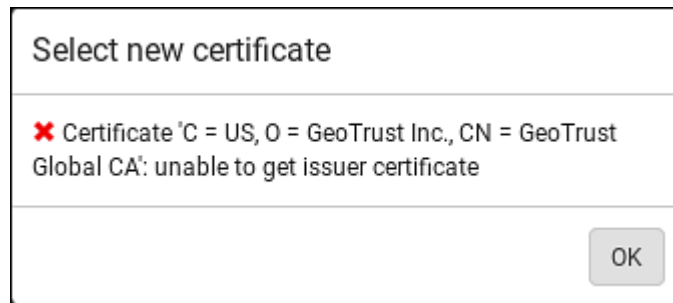 Select new certificate
✖ Certificate 'C = US, O = GeoTrust Inc., CN = GeoTrust
Global CA': unable to get issuer certificate
OK